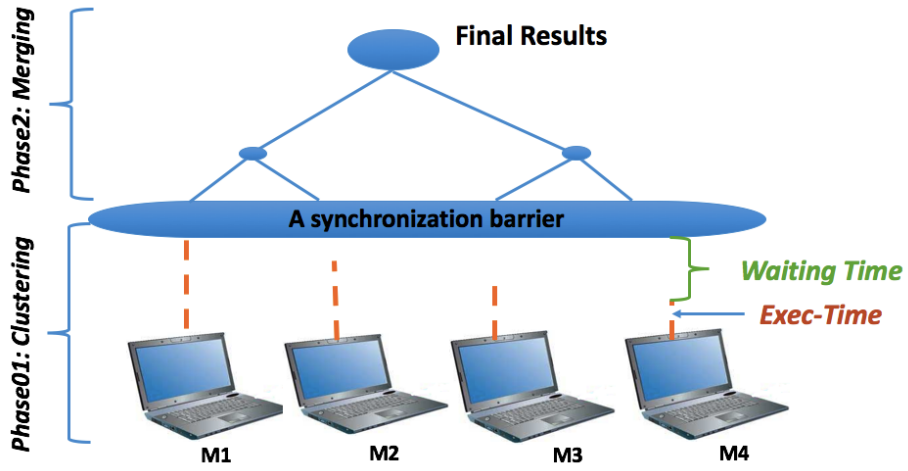 Final Results
Phase2: Merging
A synchronization barrier
Phase01: Clustering
Waiting Time
Exec-Time
M1
M2
M3
M4